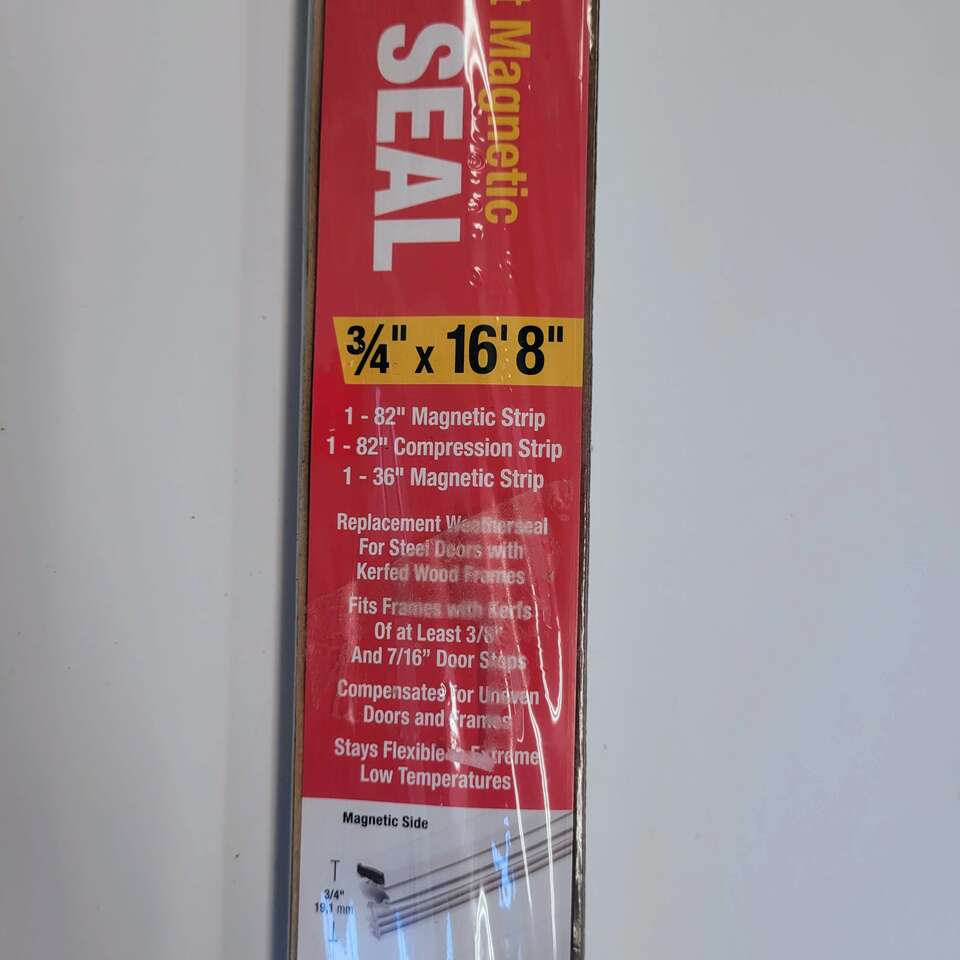 t Magnetic
SEAL
3/4" x 16' 8"
1 - 82" Magnetic Strip
1 - 82" Compression Strip
1 - 36" Magnetic Strip
Replacement Weatherseal
For Steel Doors with
Kerfed Wood Frames
Fits Frames with Kerfs
Of at Least 3/8"
And 7/16” Door Stops
Compensates for Uneven
Doors and Frames
Stays Flexible in Extreme
Low Temperatures
Magnetic Side
3/4"
19,1 mm